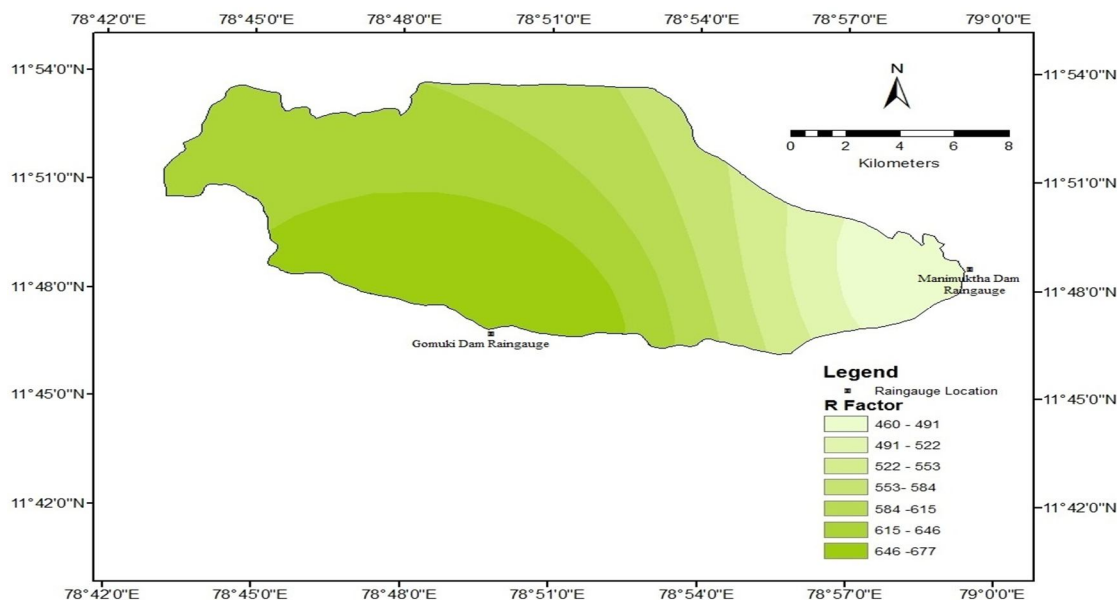 78°42'0"E 78°45'0"E 78°48'0"E 78°51'0"E 78°54'0"E 78°57'0"E 79°0'0"E
11°54'0"N 11°54'0"N
N
0 2 4 6 8
Kilometers
11°51'0"N 11°51'0"N
Manimuktha Dam
Raingauge
11°48'0"N 11°48'0"N
Gomuki Dam Raingauge
Legend
Raingauge Location
11°45'0"N 11°45'0"N
R Factor
460 - 491
491 - 522
522 - 553
553- 584
11°42'0"N 11°42'0"N
584 -615
615 - 646
646 -677
78°42'0"E 78°45'0"E 78°48'0"E 78°51'0"E 78°54'0"E 78°57'0"E 79°0'0"E